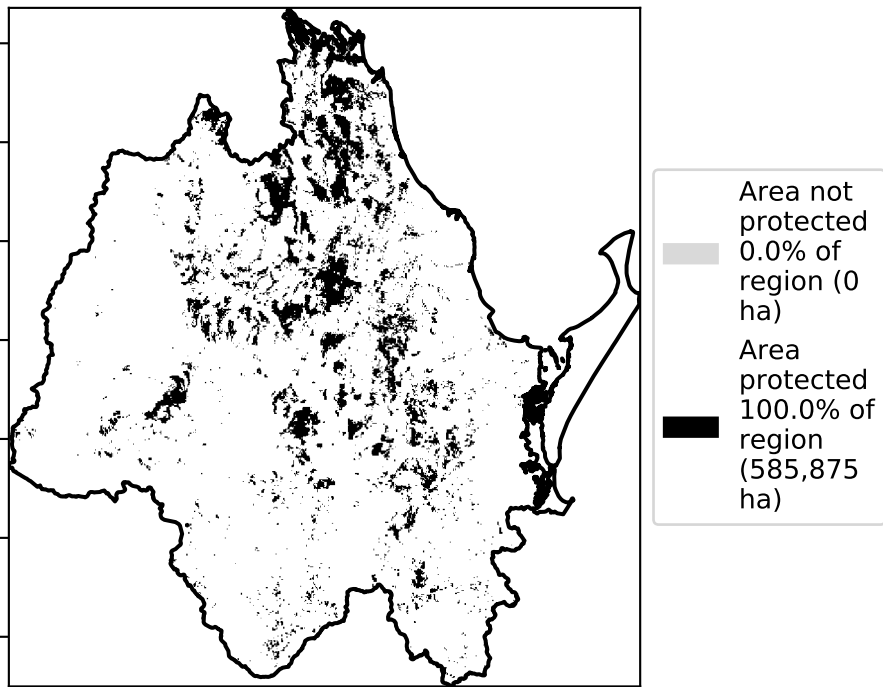 Area not
protected
0.0% of
region (0
ha)
Area
protected
100.0% of
region
(585,875
ha)